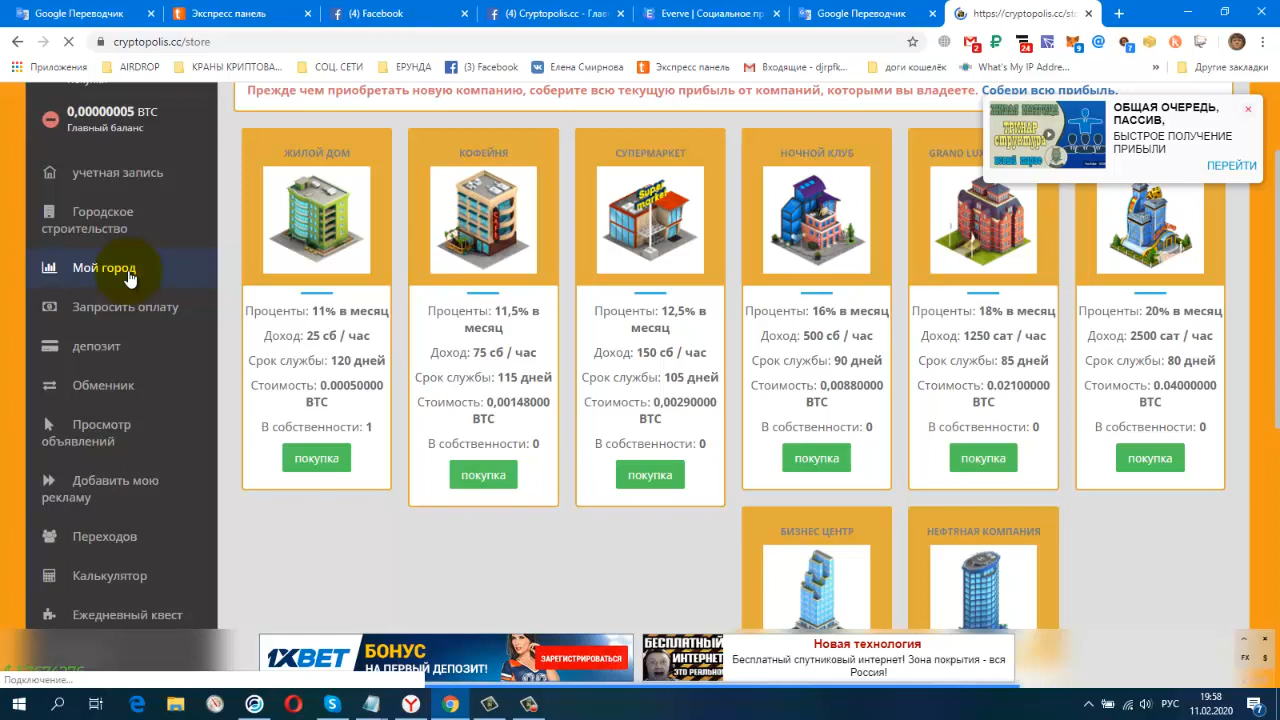 Google Переводчик
Экспресс панель
(4) Facebook
(4) Cryptopolis.cc - Глав
Everve | Социальное пр
Google Переводчик
https://cryptopolis.cc/store
cryptopolis.cc/store
2
24
9
7
Приложения
AIRDROP
КРАНЫ КРИПТОВА...
СОЦ. СЕТИ
ЕРУНДА
(3) Facebook
Елена Смирнова
Экспресс панель
Входящие - djrpfk...
доги кошелёк
What's My IP Addre...
»
Другие закладки
Прежде чем приобретать новую компанию, соберите всю текущую прибыль от компаний, которыми вы владеете. Собери всю прибыль.
ОБЩАЯ ОЧЕРЕДЬ,
ПАССИВ,
БЫСТРОЕ ПОЛУЧЕНИЕ
ПРИБЫЛИ
ПЕРЕЙТИ
0,00000005 BTC
Главный баланс
учетная запись
Городское
строительство
Мой город
Запросить оплату
депозит
Обменник
Просмотр
объявлений
Добавить мою
рекламу
Переходов
Калькулятор
Ежедневный квест
ЖИЛОЙ ДОМ
Проценты: 11% в месяц
Доход: 25 сб / час
Срок службы: 120 дней
Стоимость: 0.00050000
BTC
В собственности: 1
покупка
КОФЕЙНЯ
Проценты: 11,5% в
месяц
Доход: 75 сб / час
Срок службы: 115 дней
Стоимость: 0,00148000
BTC
В собственности: 0
покупка
СУПЕРМАРКЕТ
Super
market
Проценты: 12,5% в
месяц
Доход: 150 сб / час
Срок службы: 105 дней
Стоимость: 0,00290000
BTC
В собственности: 0
покупка
НОЧНОЙ КЛУБ
Проценты: 16% в месяц
Доход: 500 сб / час
Срок службы: 90 дней
Стоимость: 0,00880000
BTC
В собственности: 0
покупка
GRAND LUX
Проценты: 18% в месяц
Доход: 1250 сат / час
Срок службы: 85 дней
Стоимость: 0.02100000
BTC
В собственности: 0
покупка
Проценты: 20% в месяц
Доход: 2500 сат / час
Срок службы: 80 дней
Стоимость: 0.04000000
BTC
В собственности: 0
покупка
БИЗНЕС ЦЕНТР
НЕФТЯНАЯ КОМПАНИЯ
1XBET
БОНУС
НА ПЕРВЫЙ ДЕПОЗИТ!
ЗАРЕГИСТРИРОВАТЬСЯ
БЕСПЛАТНЫЙ
ИНТЕРНЕТ
ЭТО РЕАЛЬНО!
Новая технология
Бесплатный спутниковый интернет! Зона покрытия - вся
Россия!
FX
$
Подключение...
РУС
19:58
11.02.2020
7